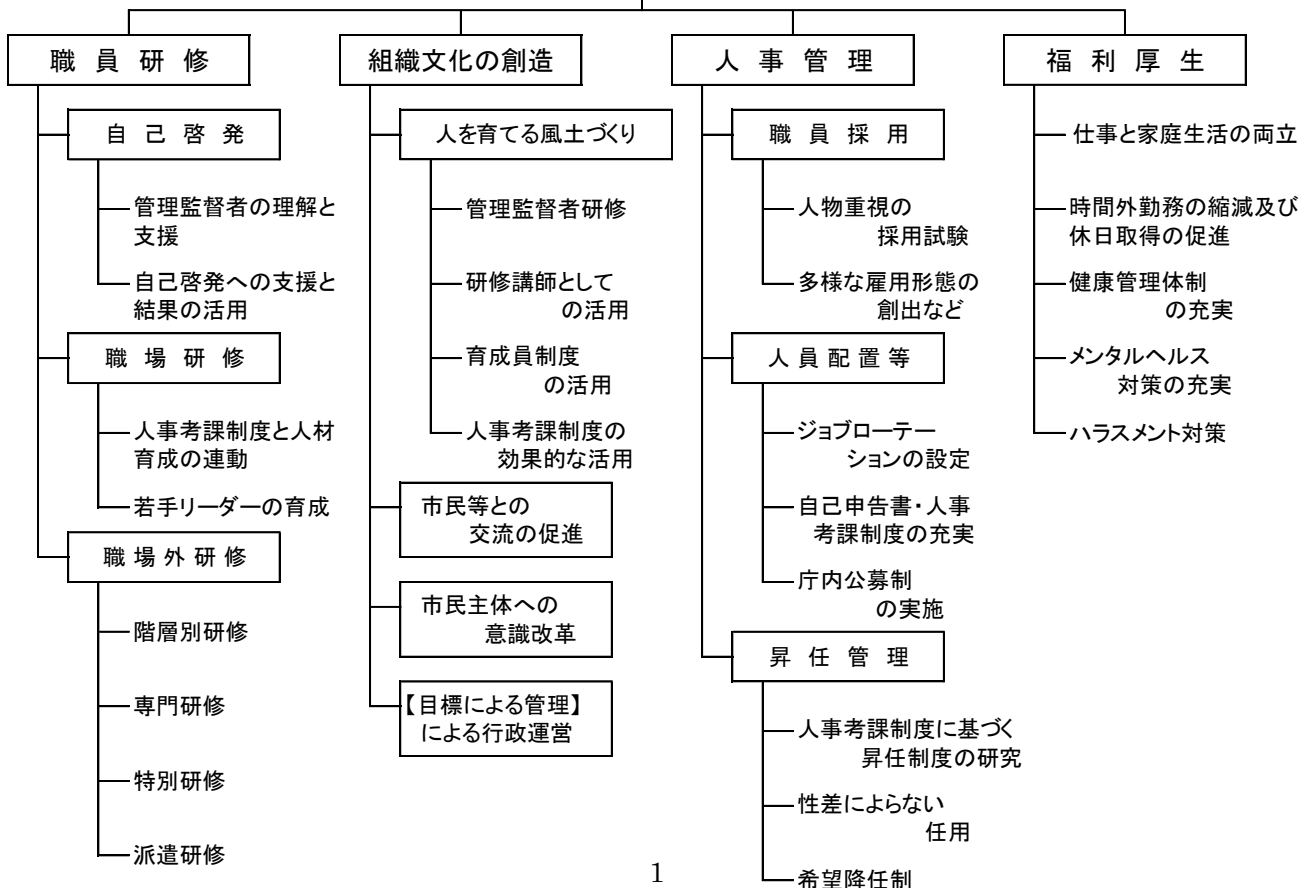 職員研修
自己啓発
管理監督者の理解と
支援
自己啓発への支援と
結果の活用
職場研修
人事考課制度と人材
育成の連動
若手リーダーの育成
職場外研修
階層別研修
専門研修
特別研修
派遣研修
組織文化の創造
人を育てる風土づくり
管理監督者研修
研修講師として
の活用
育成員制度
の活用
人事考課制度の
効果的な活用
市民等との
交流の促進
市民主体への
意識改革
【目標による管理】
による行政運営
人事管理
職員採用
人物重視の
採用試験
多様な雇用形態の
創出など
人員配置等
ジョブローテー
ションの設定
自己申告書・人事
考課制度の充実
庁内公募制
の実施
昇任管理
人事考課制度に基づく
昇任制度の研究
性差によらない
任用
希望降任制
福利厚生
仕事と家庭生活の両立
時間外勤務の縮減及び
休日取得の促進
健康管理体制
の充実
メンタルヘルス
対策の充実
ハラスメント対策
1